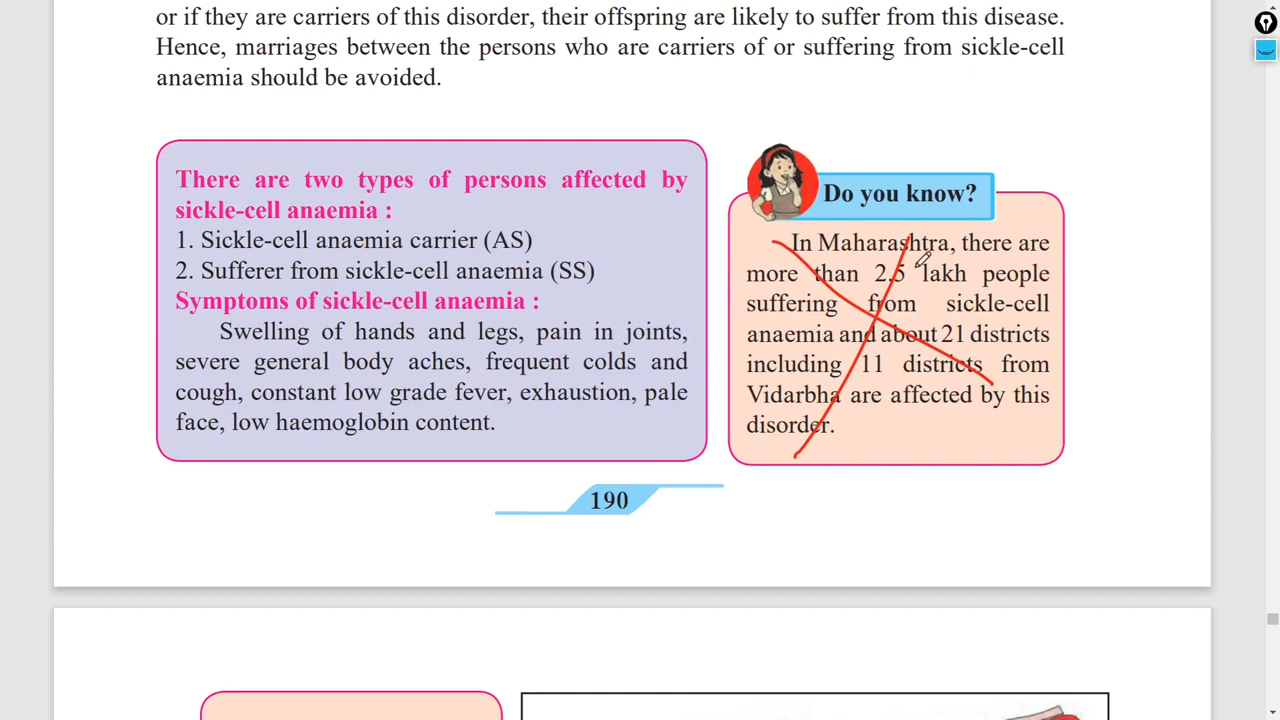 or if they are carriers of this disorder, their offspring are likely to suffer from this disease.
Hence, marriages between the persons who are carriers of or suffering from sickle-cell
anaemia should be avoided.
There are two types of persons affected by
sickle-cell anaemia :
1. Sickle-cell anaemia carrier (AS)
2. Sufferer from sickle-cell anaemia (SS)
Symptoms of sickle-cell anaemia :
Swelling of hands and legs, pain in joints,
severe general body aches, frequent colds and
cough, constant low grade fever, exhaustion, pale
face, low haemoglobin content.
Do you know?
In Maharashtra, there are
more than 2.5 lakh people
suffering from sickle-cell
anaemia and about 21 districts
including 11 districts from
Vidarbha are affected by this
disorder.
190